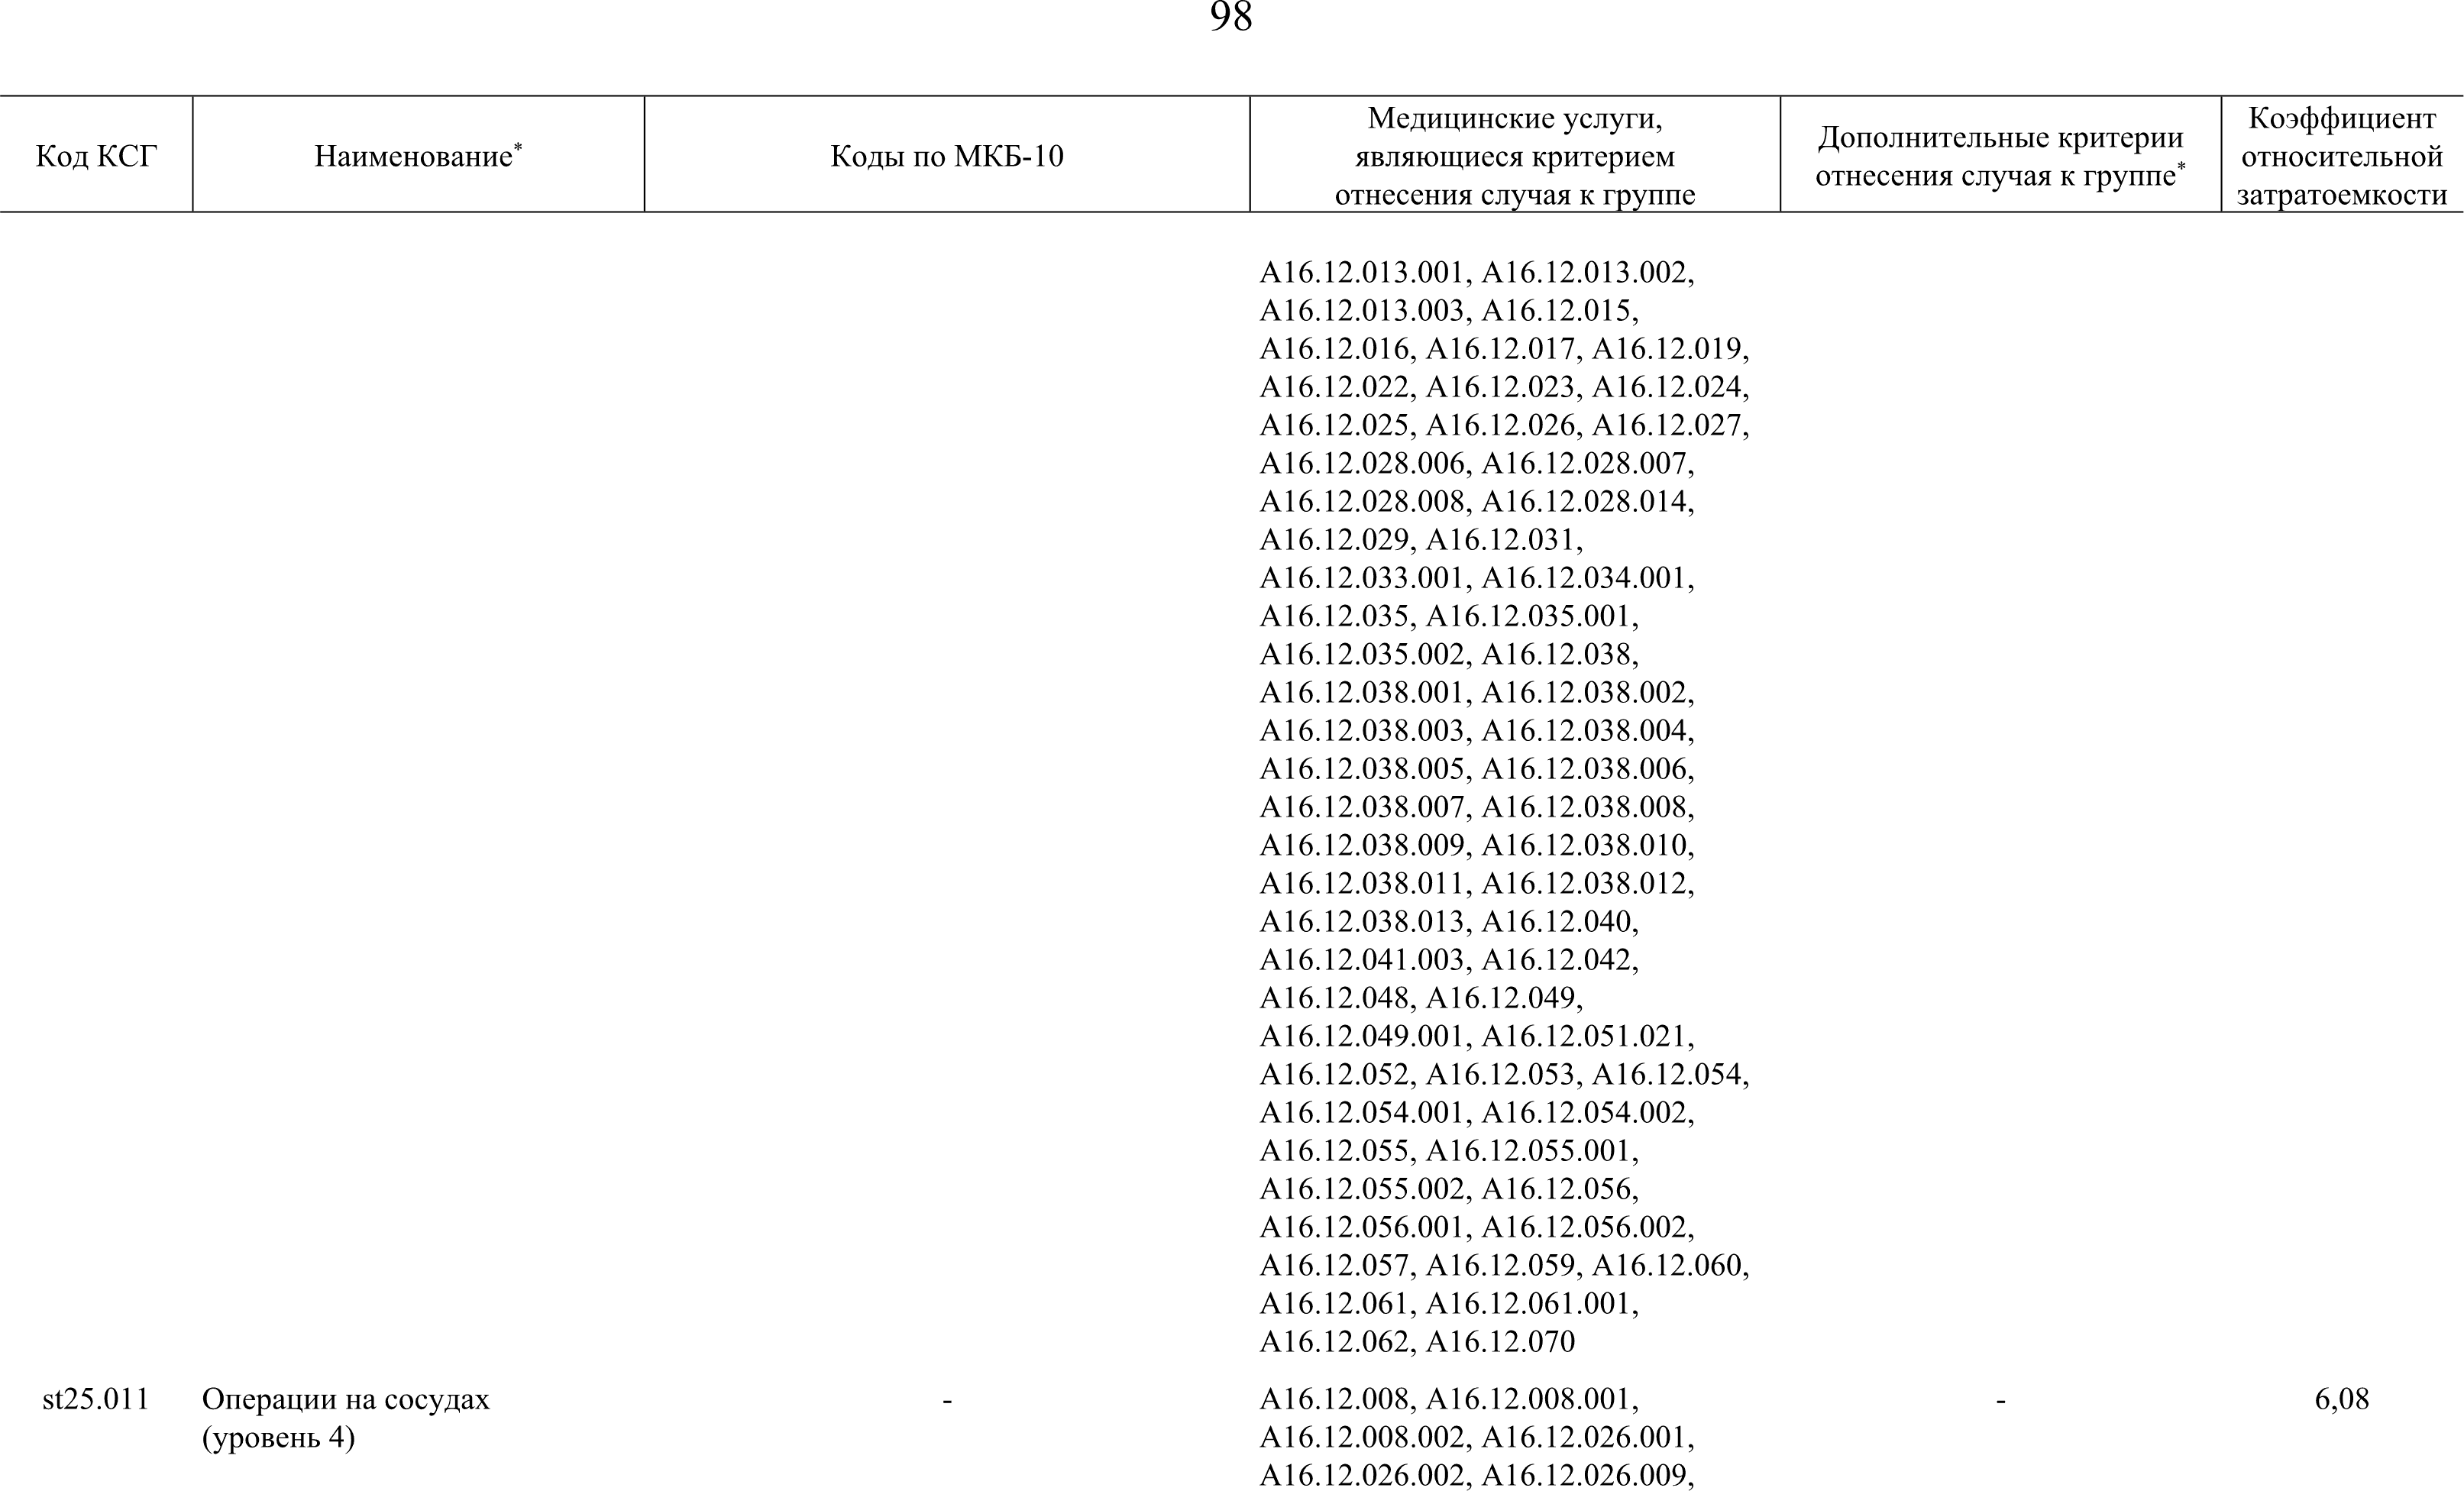 98
Код КСГ
Наименование*
Коды по МКБ-10
Медицинские услуги,
являющиеся критерием
отнесения случая к группе
Дополнительные критерии
отнесения случая к группе*
Коэффициент
относительной
затратоемкости
A16.12.013.001, A16.12.013.002,
A16.12.013.003, A16.12.015,
A16.12.016, A16.12.017, A16.12.019,
A16.12.022, A16.12.023, A16.12.024,
A16.12.025, A16.12.026, A16.12.027,
A16.12.028.006, A16.12.028.007,
A16.12.028.008, A16.12.028.014,
A16.12.029, A16.12.031,
A16.12.033.001, A16.12.034.001,
A16.12.035, A16.12.035.001,
A16.12.035.002, A16.12.038,
A16.12.038.001, A16.12.038.002,
A16.12.038.003, A16.12.038.004,
A16.12.038.005, A16.12.038.006,
A16.12.038.007, A16.12.038.008,
A16.12.038.009, A16.12.038.010,
A16.12.038.011, A16.12.038.012,
A16.12.038.013, A16.12.040,
A16.12.041.003, A16.12.042,
A16.12.048, A16.12.049,
A16.12.049.001, A16.12.051.021,
A16.12.052, A16.12.053, A16.12.054,
A16.12.054.001, A16.12.054.002,
A16.12.055, A16.12.055.001,
A16.12.055.002, A16.12.056,
A16.12.056.001, A16.12.056.002,
A16.12.057, A16.12.059, A16.12.060,
A16.12.061, A16.12.061.001,
A16.12.062, A16.12.070
st25.011
Операции на сосудах
(уровень 4)
-
A16.12.008, A16.12.008.001,
A16.12.008.002, A16.12.026.001,
A16.12.026.002, A16.12.026.009,
-
6,08